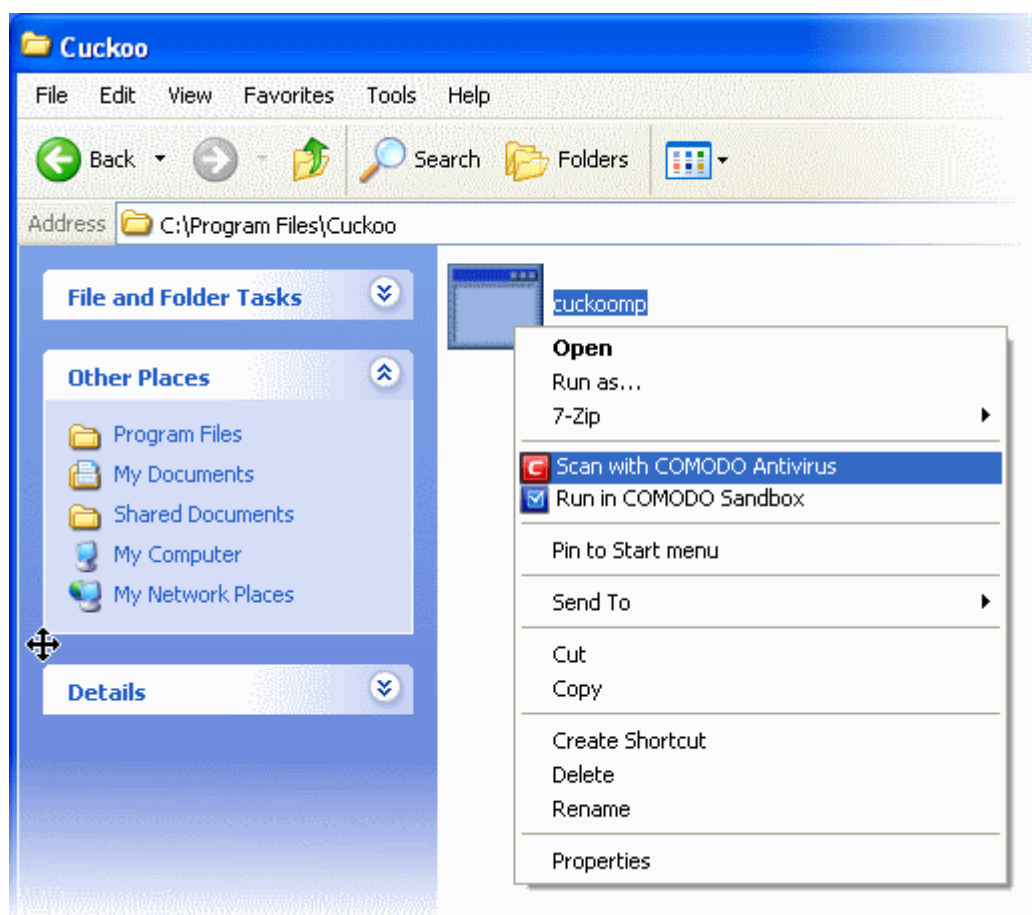 Cuckoo
File Edit View Favorites Tools Help
Back Search Folders
Address C:\Program Files\Cuckoo
File and Folder Tasks
Other Places
Program Files
My Documents
Shared Documents
My Computer
My Network Places
Details
cuckoomp
Open
Run as...
7-Zip
Scan with COMODO Antivirus
Run in COMODO Sandbox
Pin to Start menu
Send To
Cut
Copy
Create Shortcut
Delete
Rename
Properties